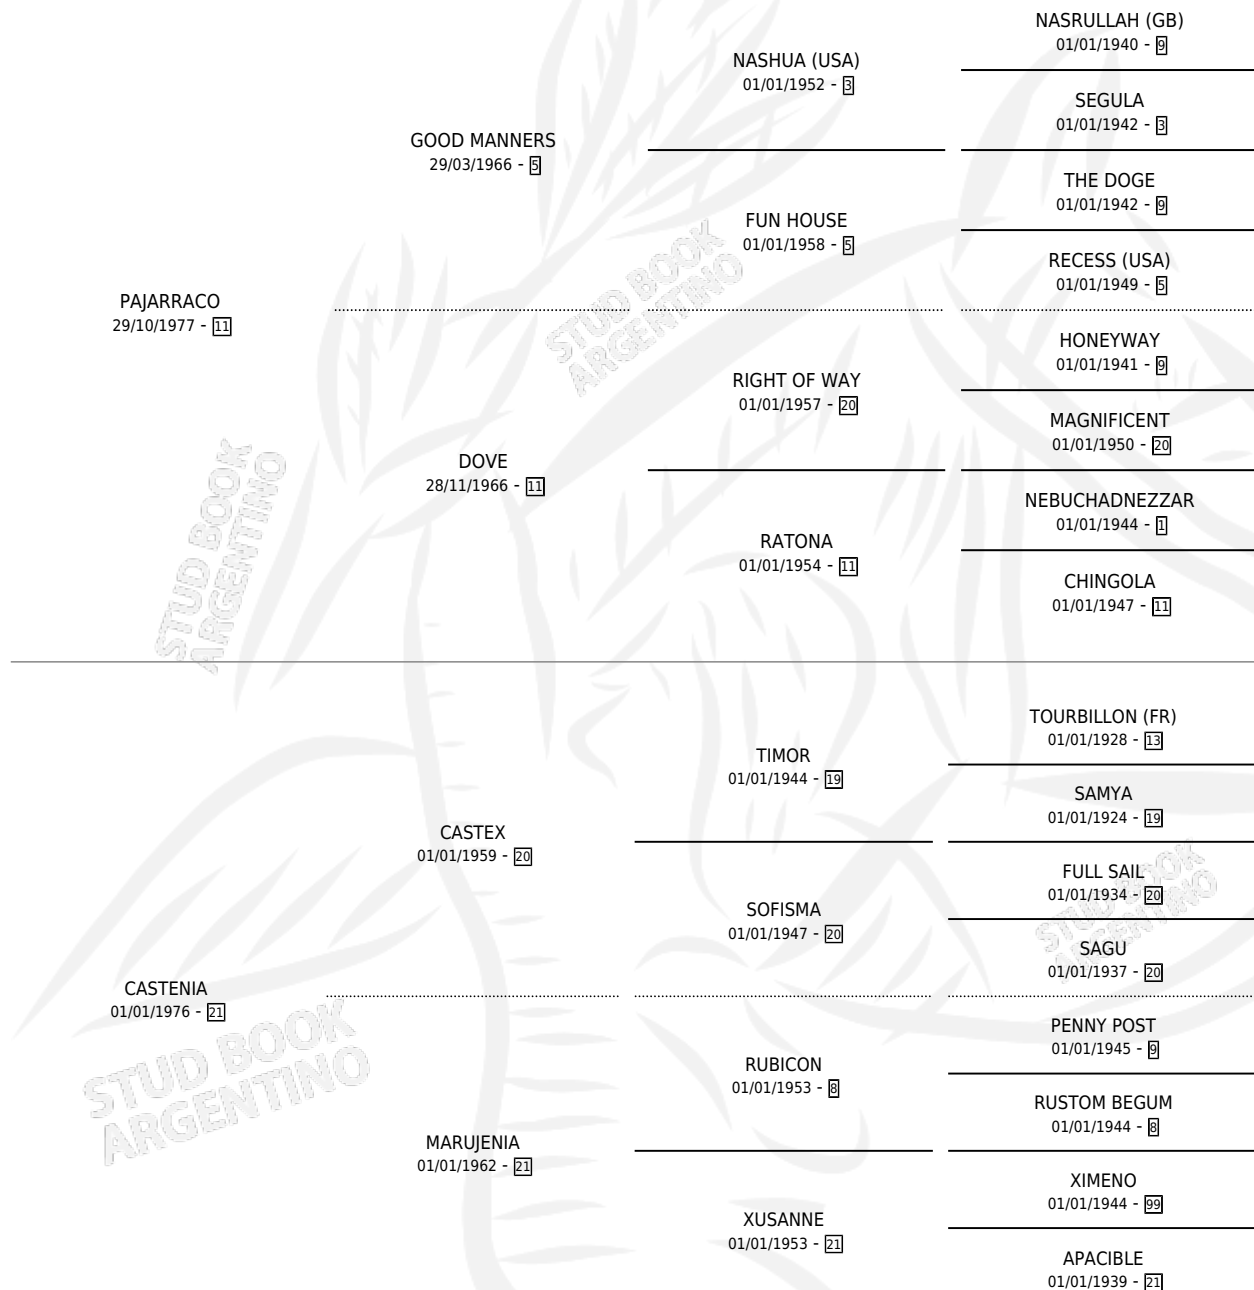 NASRULLAH (GB)
01/01/1940 - 9
NASHUA (USA)
01/01/1952 - 3
SEGULA
01/01/1942 - 3
GOOD MANNERS
29/03/1966 - 5
THE DOGE
01/01/1942 - 9
FUN HOUSE
01/01/1958 - 5
RECESS (USA)
01/01/1949 - 5
PAJARRACO
29/10/1977 - 11
HONEYWAY
01/01/1941 - 9
RIGHT OF WAY
01/01/1957 - 20
MAGNIFICENT
01/01/1950 - 20
DOVE
28/11/1966 - 11
NEBUCHADNEZZAR
01/01/1944 - 1
RATONA
01/01/1954 - 11
CHINGOLA
01/01/1947 - 11
TOURBILLON (FR)
01/01/1928 - 13
TIMOR
01/01/1944 - 19
SAMYA
01/01/1924 - 19
CASTEX
01/01/1959 - 20
FULL SAIL
01/01/1934 - 20
SOFISMA
01/01/1947 - 20
SAGU
01/01/1937 - 20
CASTENIA
01/01/1976 - 21
PENNY POST
01/01/1945 - 9
RUBICON
01/01/1953 - 8
RUSTOM BEGUM
01/01/1944 - 8
MARUJENIA
01/01/1962 - 21
XIMENO
01/01/1944 - 99
XUSANNE
01/01/1953 - 21
APACIBLE
01/01/1939 - 21
STUD BOOK
ARGENTINO
STUD BOOK
ARGENTINO
STUD BOOK
ARGENTINO
STUD BOOK
ARGENTINO